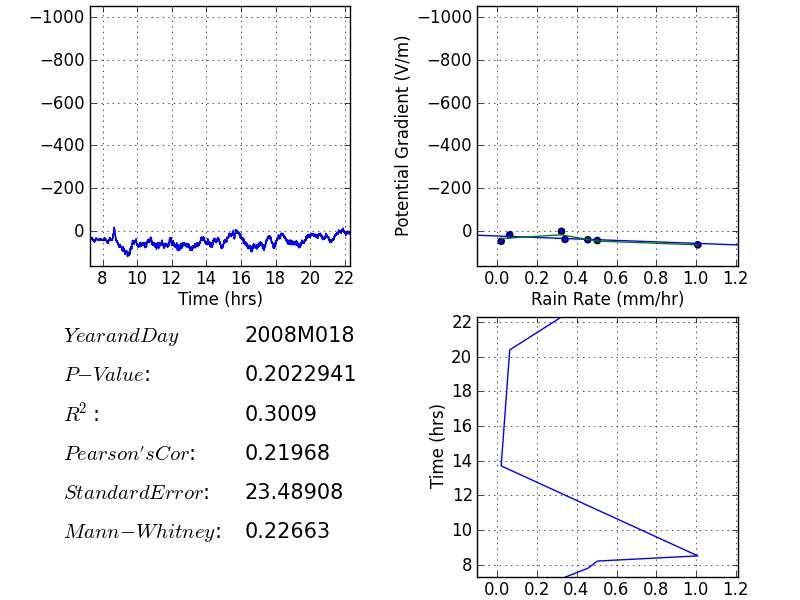 −1000
−800
−600
−400
−200
0
8 10 12 14 16 18 20 22
Time (hrs)
Potential Gradient (V/m)
−1000
−800
−600
−400
−200
0
0.0 0.2 0.4 0.6 0.8 1.0 1.2
Rain Rate (mm/hr)
YearandDay 2008M018
P−Value: 0.2022941
R²: 0.3009
Pearson'sCor: 0.21968
StandardError: 23.48908
Mann−Whitney: 0.22663
Time (hrs)
22
20
18
16
14
12
10
8
0.0 0.2 0.4 0.6 0.8 1.0 1.2